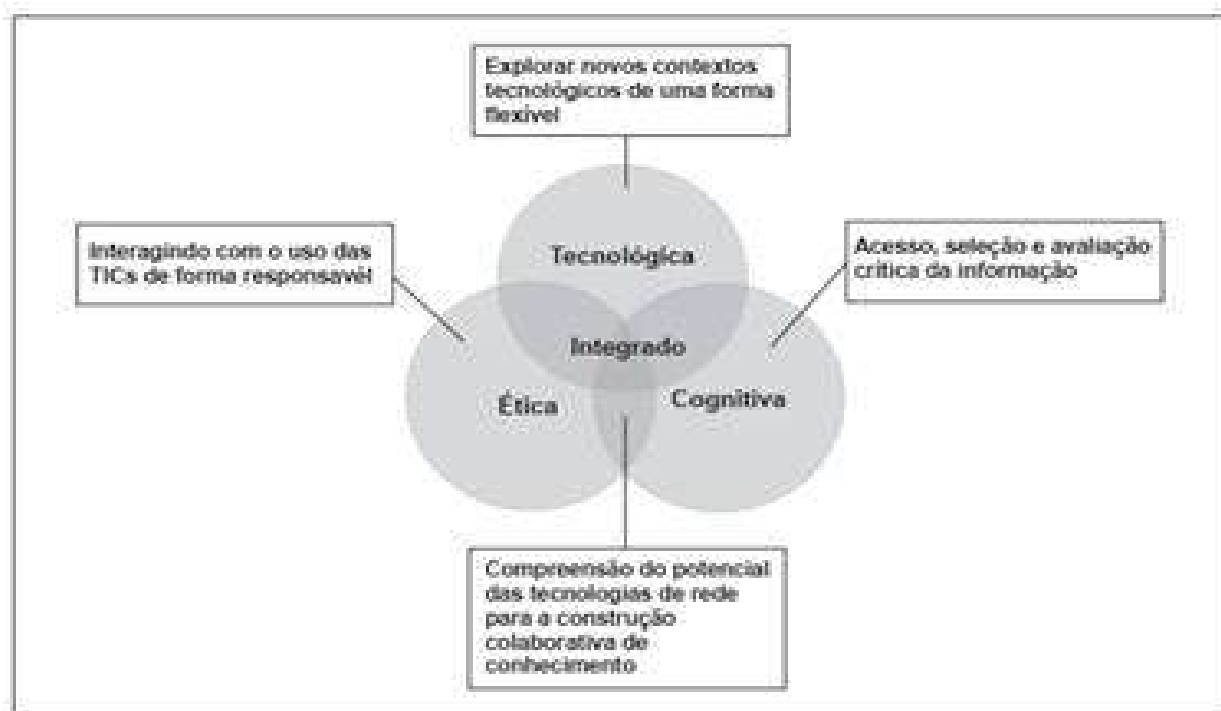 Explorar novos contextos
tecnológicos de uma forma
flexível
Interagindo com o uso das
TICs de forma responsável
Tecnológica
Acesso, seleção e avaliação
crítica da informação
Integrado
Ética
Cognitiva
Compreensão do potencial
das tecnologias de rede
para a construção
colaborativa de
conhecimento